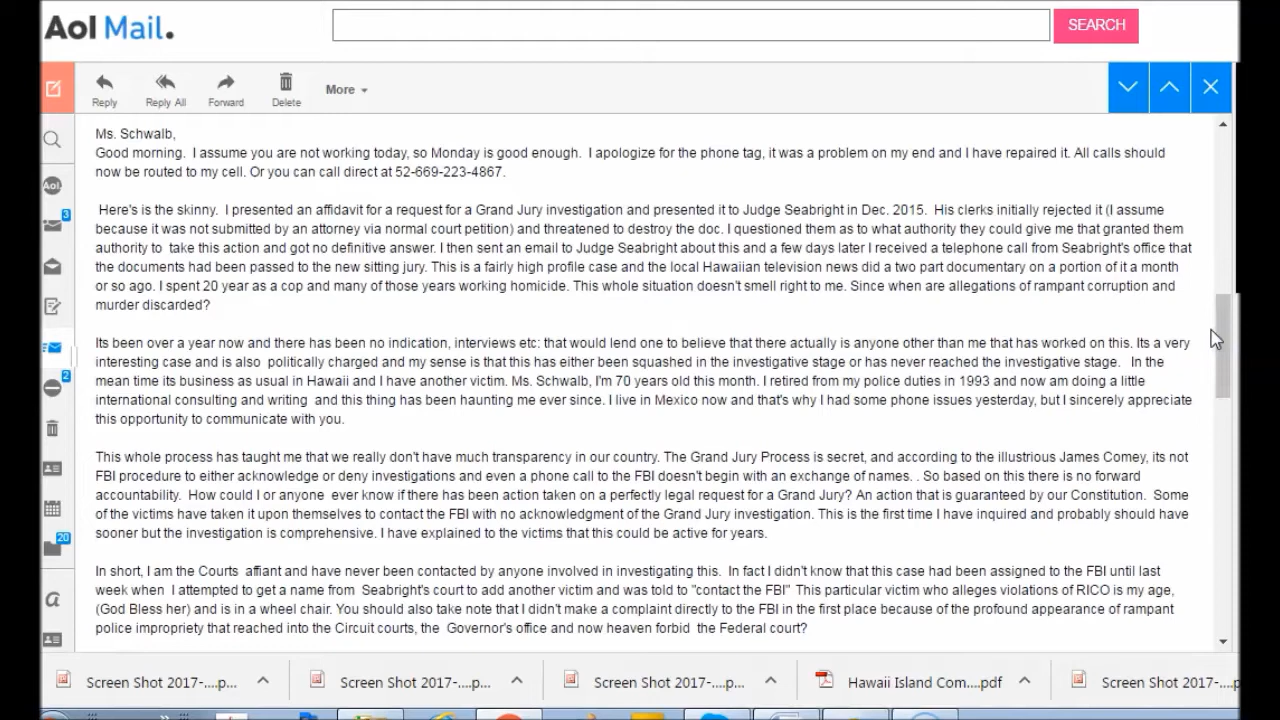 Aol Mail.
SEARCH
Reply
Reply All
Forward
Delete
More
Ms. Schwalb,
Good morning.  I assume you are not working today, so Monday is good enough.  I apologize for the phone tag, it was a problem on my end and I have repaired it. All calls should
now be routed to my cell. Or you can call direct at 52-669-223-4867.
Here's is the skinny.  I presented an affidavit for a request for a Grand Jury investigation and presented it to Judge Seabright in Dec. 2015.  His clerks initially rejected it (I assume
because it was not submitted by an attorney via normal court petition) and threatened to destroy the doc. I questioned them as to what authority they could give me that granted them
authority to  take this action and got no definitive answer. I then sent an email to Judge Seabright about this and a few days later I received a telephone call from Seabright's office that
the documents had been passed to the new sitting jury. This is a fairly high profile case and the local Hawaiian television news did a two part documentary on a portion of it a month
or so ago. I spent 20 year as a cop and many of those years working homicide. This whole situation doesn't smell right to me. Since when are allegations of rampant corruption and
murder discarded?
Its been over a year now and there has been no indication, interviews etc: that would lend one to believe that there actually is anyone other than me that has worked on this. Its a very
interesting case and is also  politically charged and my sense is that this has either been squashed in the investigative stage or has never reached the investigative stage.   In the
mean time its business as usual in Hawaii and I have another victim. Ms. Schwalb, I'm 70 years old this month. I retired from my police duties in 1993 and now am doing a little
international consulting and writing  and this thing has been haunting me ever since. I live in Mexico now and that's why I had some phone issues yesterday, but I sincerely appreciate
this opportunity to communicate with you.
This whole process has taught me that we really don't have much transparency in our country. The Grand Jury Process is secret, and according to the illustrious James Comey, its not
FBI procedure to either acknowledge or deny investigations and even a phone call to the FBI doesn't begin with an exchange of names. . So based on this there is no forward
accountability.  How could I or anyone  ever know if there has been action taken on a perfectly legal request for a Grand Jury? An action that is guaranteed by our Constitution.  Some
of the victims have taken it upon themselves to contact the FBI with no acknowledgment of the Grand Jury investigation. This is the first time I have inquired and probably should have
sooner but the investigation is comprehensive. I have explained to the victims that this could be active for years.
In short, I am the Courts  affiant and have never been contacted by anyone involved in investigating this.  In fact I didn't know that this case had been assigned to the FBI until last
week when  I attempted to get a name from  Seabright's court to add another victim and was told to "contact the FBI"  This particular victim who alleges violations of RICO is my age,
(God Bless her) and is in a wheel chair. You should also take note that I didn't make a complaint directly to the FBI in the first place because of the profound appearance of rampant
police impropriety that reached into the Circuit courts, the  Governor's office and now heaven forbid  the Federal court?
Aol.
3
2
20
a
Screen Shot 2017-....p...
Screen Shot 2017-....p...
Screen Shot 2017-....p...
Hawaii Island Com....pdf
Screen Shot 2017-....p...